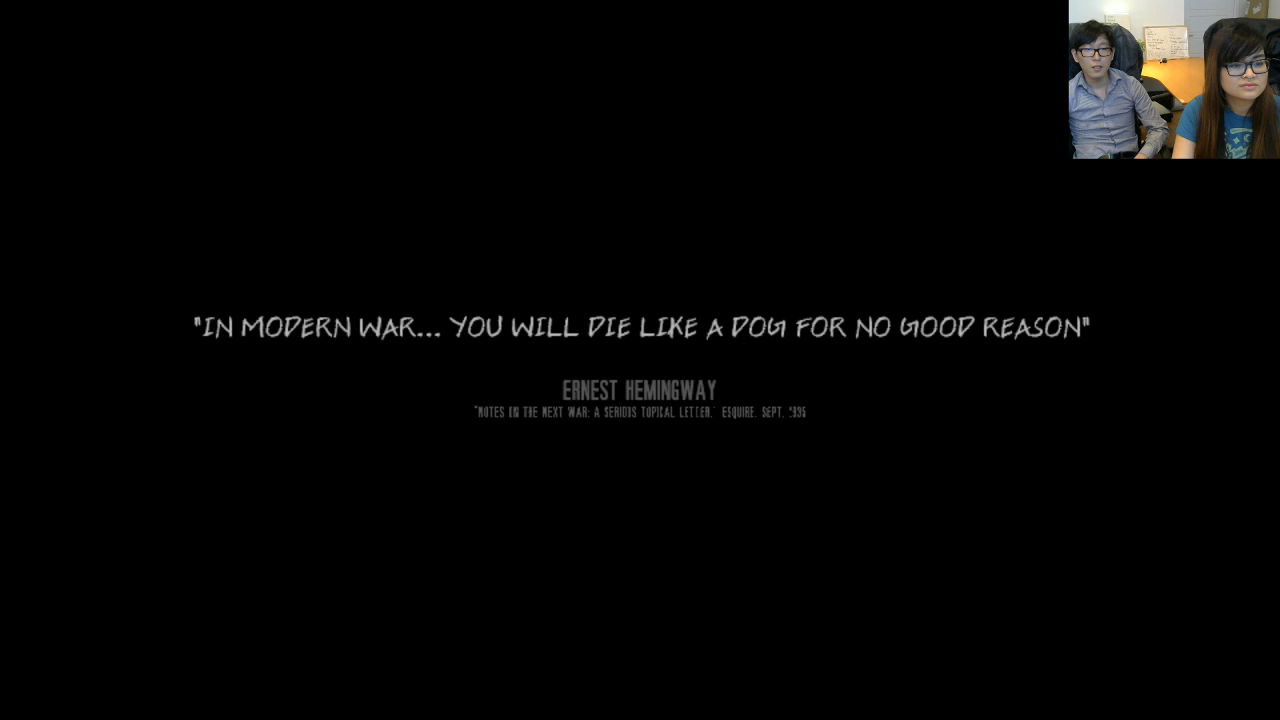 "IN MODERN WAR... YOU WILL DIE LIKE A DOG FOR NO GOOD REASON"
ERNEST HEMINGWAY
"NOTES ON THE NEXT WAR: A SERIOUS TOPICAL LETTER." ESQUIRE. SEPT. 1935